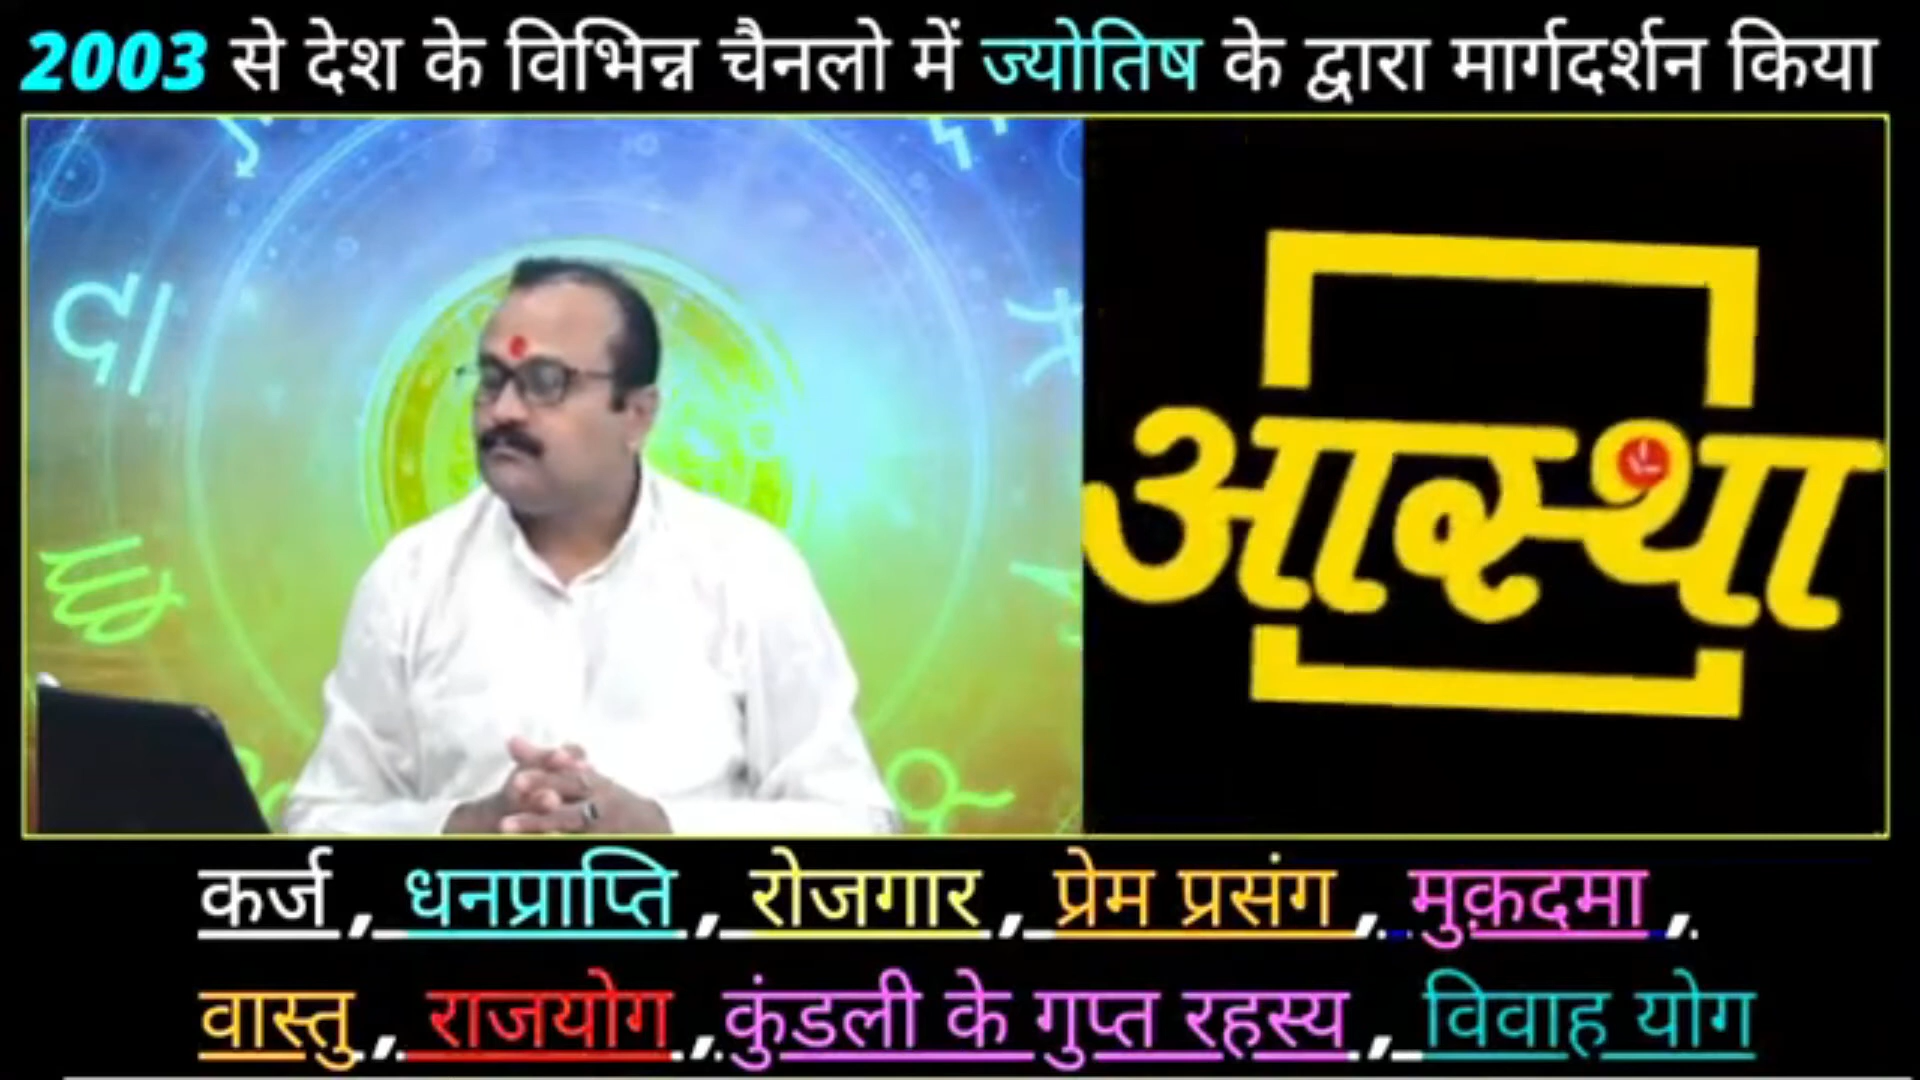 2003 से देश के विभिन्न चैनलो में ज्योतिष के द्वारा मार्गदर्शन किया
आस्था
कर्ज , धनप्राप्ति , रोजगार , प्रेम प्रसंग , मुक़दमा ,
वास्तु , राजयोग , कुंडली के गुप्त रहस्य , विवाह योग